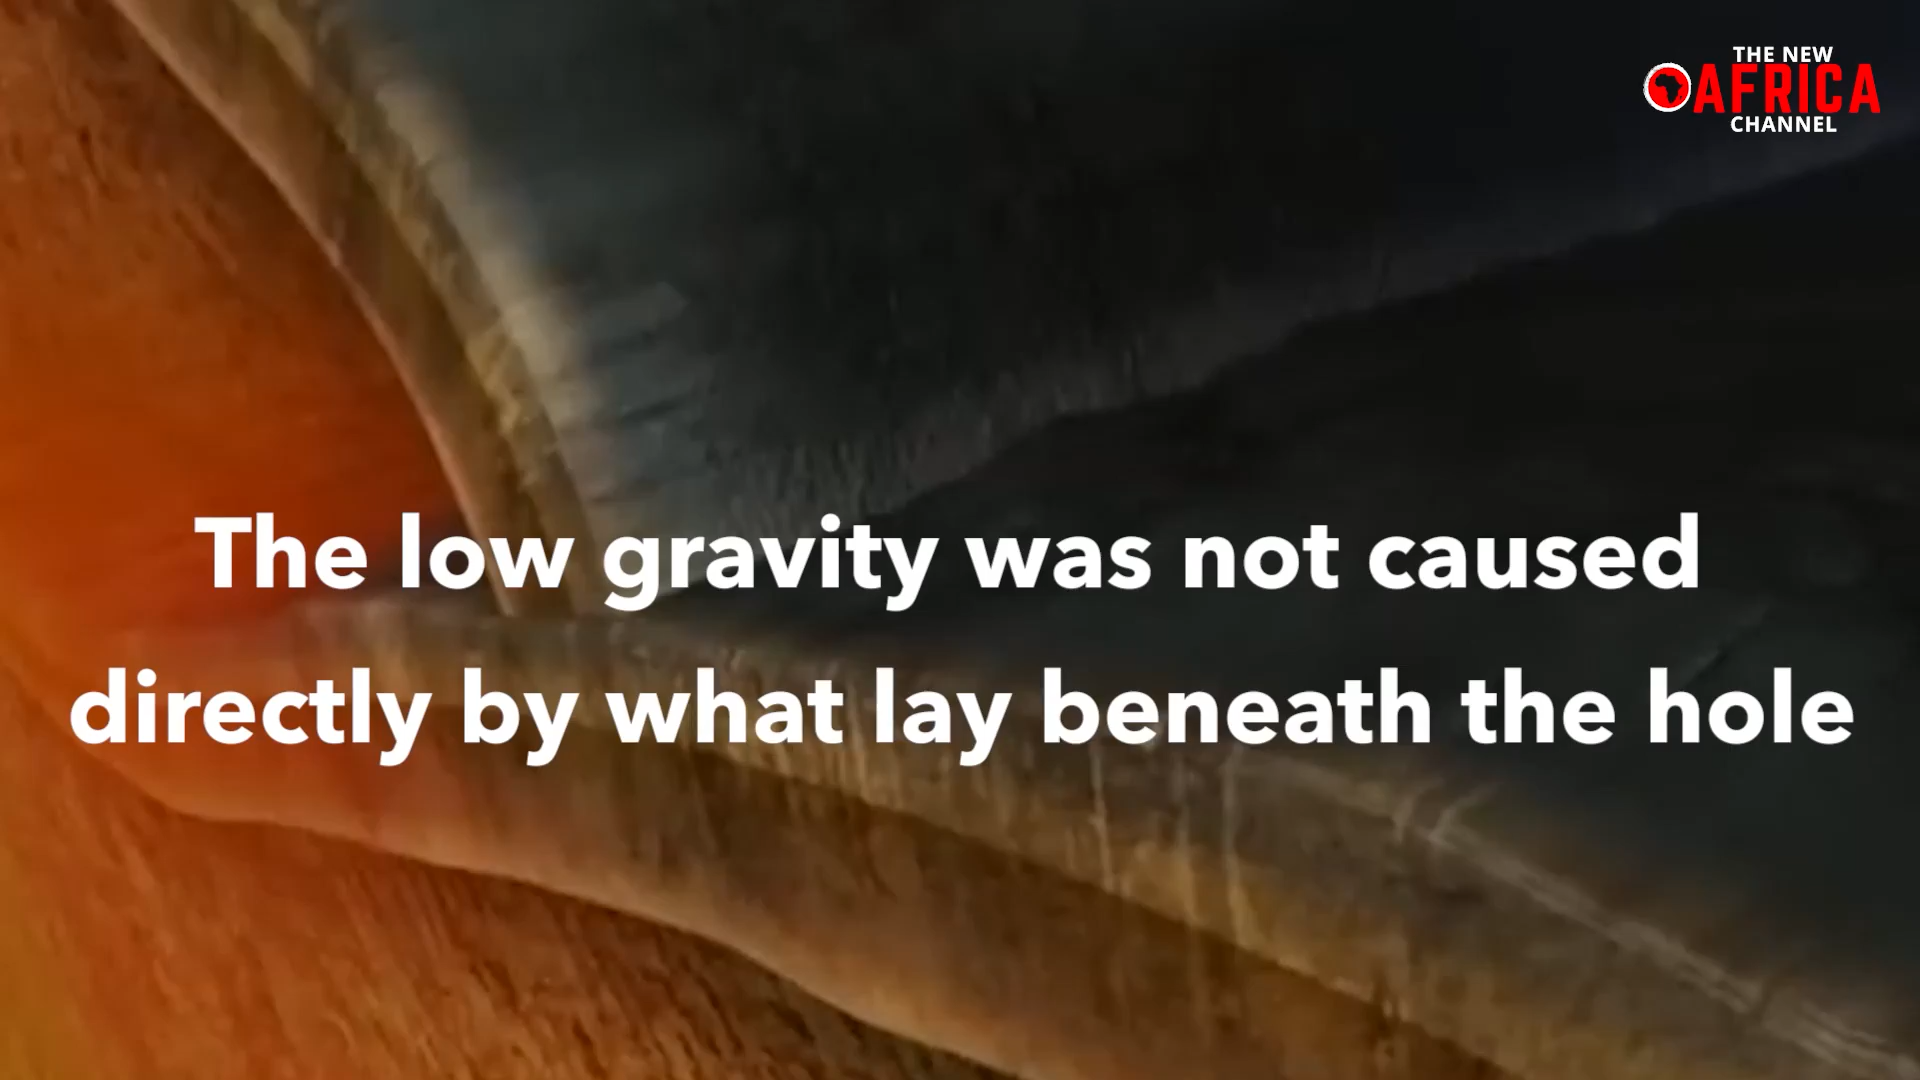 THE NEW
AFRICA
CHANNEL
The low gravity was not caused
directly by what lay beneath the hole